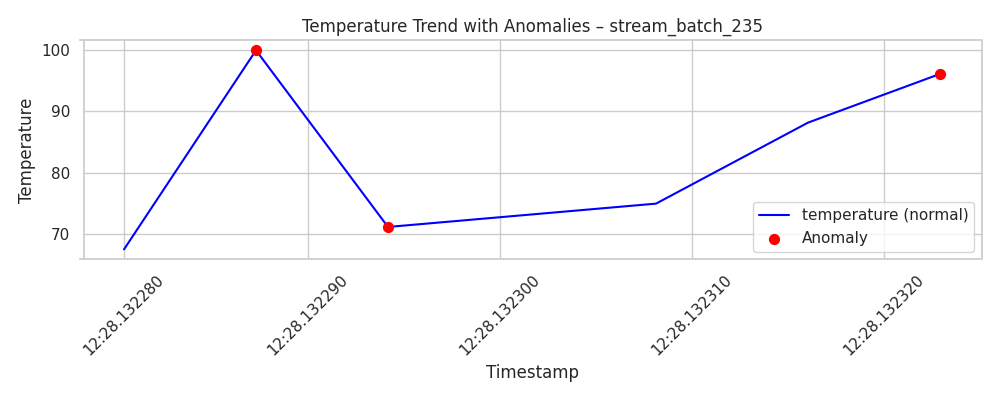 Temperature Trend with Anomalies – stream_batch_235
Temperature
100
90
80
70
temperature (normal)
Anomaly
12:28.132280
12:28.132290
12:28.132300
12:28.132310
12:28.132320
Timestamp